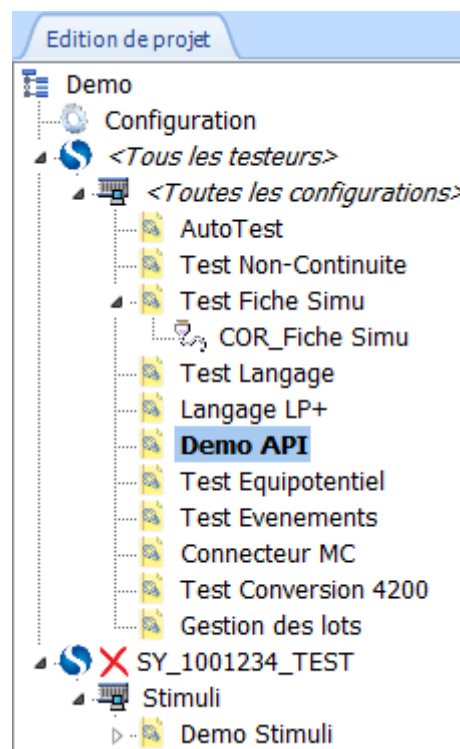 Edition de projet
Demo
Configuration
<Tous les testeurs>
<Toutes les configurations>
AutoTest
Test Non-Continuite
Test Fiche Simu
COR_Fiche Simu
Test Langage
Langage LP+
Demo API
Test Equipotentiel
Test Evenements
Connecteur MC
Test Conversion 4200
Gestion des lots
SY_1001234_TEST
Stimuli
Demo Stimuli